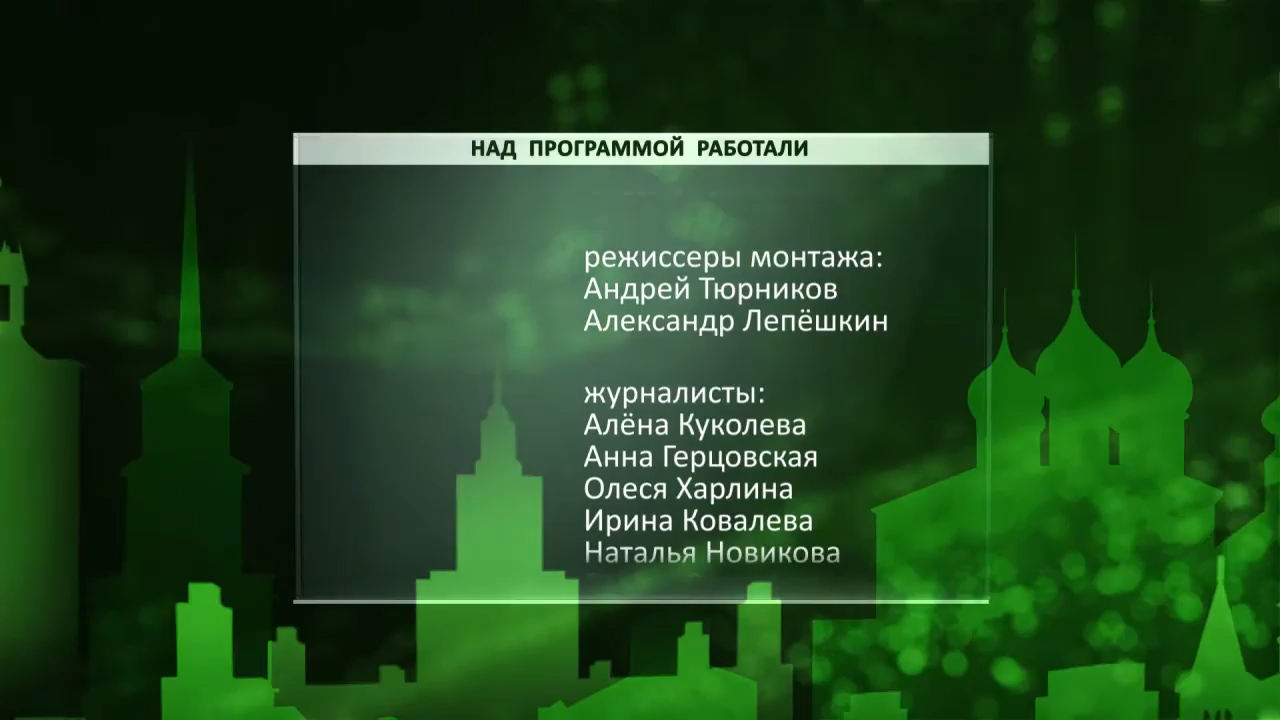 НАД ПРОГРАММОЙ РАБОТАЛИ
режиссеры монтажа:
Андрей Тюрников
Александр Лепёшкин
журналисты:
Алёна Куколева
Анна Герцовская
Олеся Харлина
Ирина Ковалева
Наталья Новикова